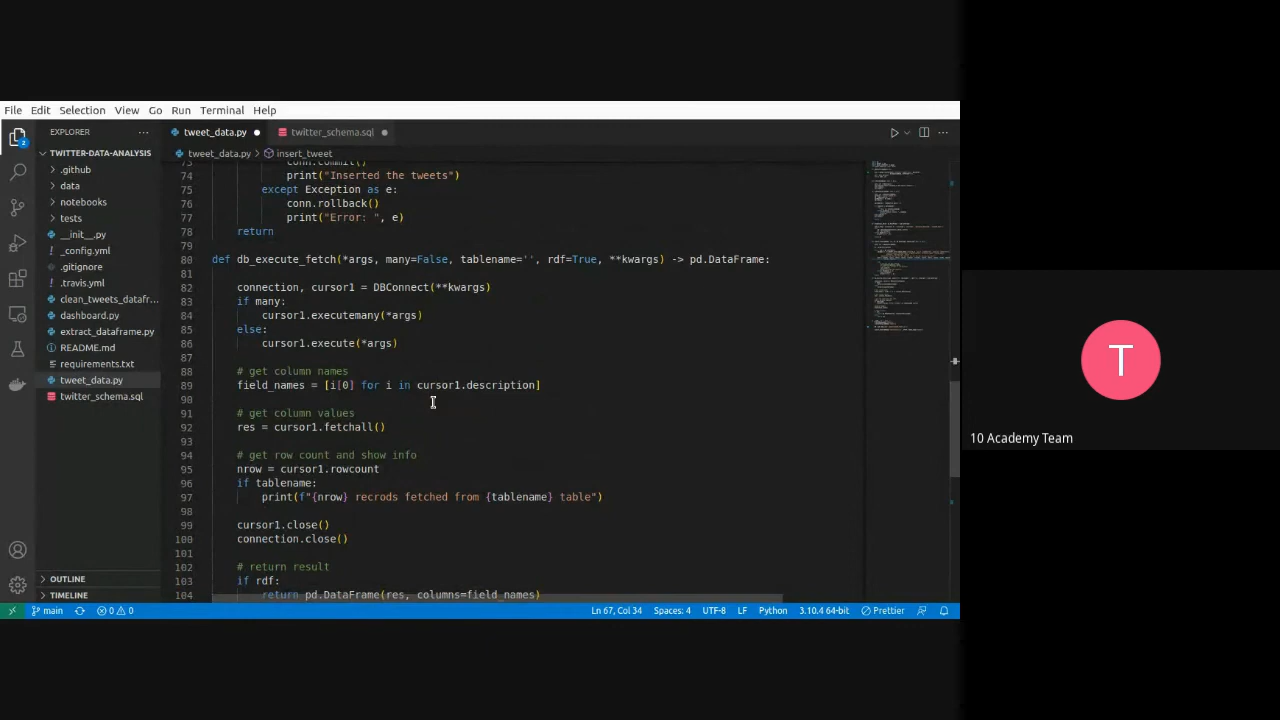 File Edit Selection View Go Run Terminal Help
EXPLORER ···
tweet_data.py ● twitter_schema.sql ●
TWITTER-DATA-ANALYSIS
tweet_data.py > insert_tweet
.github
data
notebooks
tests
__init__.py
_config.yml
.gitignore
.travis.yml
clean_tweets_datafr...
dashboard.py
extract_dataframe.py
README.md
requirements.txt
tweet_data.py
twitter_schema.sql
OUTLINE
TIMELINE
2
73 conn.commit()
74 print("Inserted the tweets")
75 except Exception as e:
76 conn.rollback()
77 print("Error: ", e)
78 return
79
80 def db_execute_fetch(*args, many=False, tablename='', rdf=True, **kwargs) -> pd.DataFrame:
81
82 connection, cursor1 = DBConnect(**kwargs)
83 if many:
84 cursor1.executemany(*args)
85 else:
86 cursor1.execute(*args)
87
88 # get column names
89 field_names = [i[0] for i in cursor1.description]
90
91 # get column values
92 res = cursor1.fetchall()
93
94 # get row count and show info
95 nrow = cursor1.rowcount
96 if tablename:
97 print(f"{nrow} recrods fetched from {tablename} table")
98
99 cursor1.close()
100 connection.close()
101
102 # return result
103 if rdf:
104 return pd.DataFrame(res, columns=field_names)
main 0 0 Ln 67, Col 34 Spaces: 4 UTF-8 LF Python 3.10.4 64-bit Prettier
T
10 Academy Team